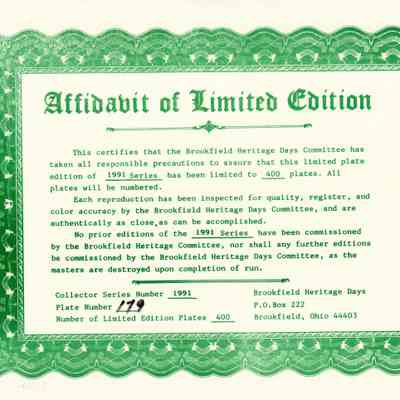 Affidavit of Limited Edition
This certifies that the Brookfield Heritage Days Committee has
taken all responsible precautions to assure that this limited plate
edition of 1991 Series has been limited to 400 plates. All
plates will be numbered.
Each reproduction has been inspected for quality, register, and
color accuracy by the Brookfield Heritage Days Committee, and are
authentically as close,as can be accomplished.
No prior editions of the 1991 Series have been commissioned
by the Brookfield Heritage Committee, nor shall any further editions
be commissioned by the Brookfield Heritage Days Committee, as the
masters are destroyed upon completion of run.
Collector Series Number 1991
Plate Number 179
Number of Limited Edition Plates 400
Brookfield Heritage Days
P.O.Box 222
Brookfield, Ohio 44403